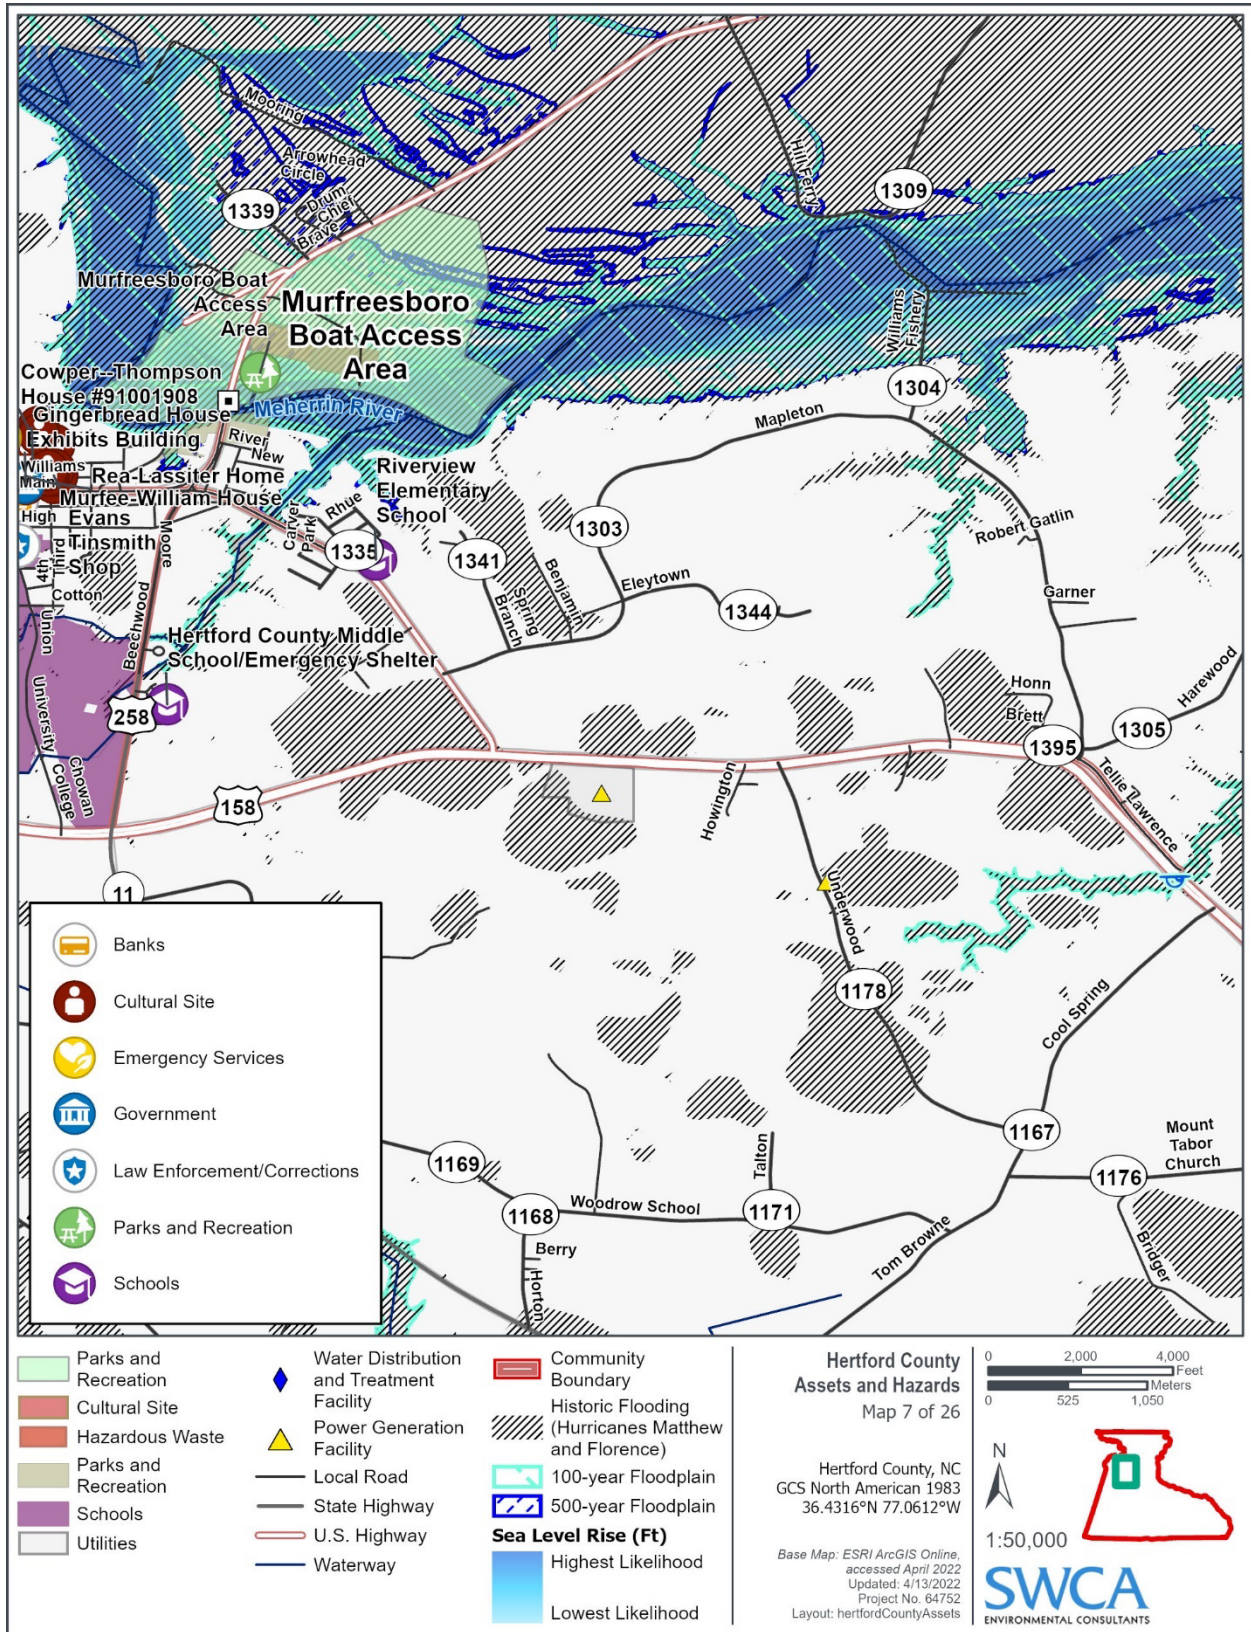 Mooring
Arrowhead
Circle
Drum
Chief
Brave
1339
Hill Ferry
1309
Murfreesboro Boat
Access
Area
Murfreesboro
Boat Access
Area
Williams
Fishery
1304
Cowper--Thompson
House #91001908
Gingerbread House
Exhibits Building
Meherrin River
River
New
Williams
Main
Rea-Lassiter Home
Murfee-William House
High
Evans
Tinsmith
Shop
4th
Third
Cotton
Union
Moore
Beechwood
Carver
Park
Rhue
1335
Riverview
Elementary
School
1341
Spring
Branch
Benjamin
1303
Mapleton
Eleytown
1344
Robert Gatlin
Garner
Harewood
Honn
Brett
1395
1305
Tellie Lawrence
Hertford County Middle
School/Emergency Shelter
258
University
College
Chowan
158
11
Howington
Underwood
1178
Cool Spring
1167
Mount
Tabor
Church
1176
Bridger
1169
1168
Woodrow School
Talton
1171
Berry
Horton
Tom Browne
Banks
Cultural Site
Emergency Services
Government
Law Enforcement/Corrections
Parks and Recreation
Schools
Parks and
Recreation
Cultural Site
Hazardous Waste
Parks and
Recreation
Schools
Utilities
Water Distribution
and Treatment
Facility
Power Generation
Facility
Local Road
State Highway
U.S. Highway
Waterway
Community
Boundary
Historic Flooding
(Hurricanes Matthew
and Florence)
100-year Floodplain
500-year Floodplain
Sea Level Rise (Ft)
Highest Likelihood
Lowest Likelihood
Hertford County
Assets and Hazards
Map 7 of 26
Hertford County, NC
GCS North American 1983
36.4316°N 77.0612°W
Base Map: ESRI ArcGIS Online,
accessed April 2022
Updated: 4/13/2022
Project No. 64752
Layout: hertfordCountyAssets
0 2,000 4,000
Feet
Meters
0 525 1,050
N
1:50,000
SWCA
ENVIRONMENTAL CONSULTANTS